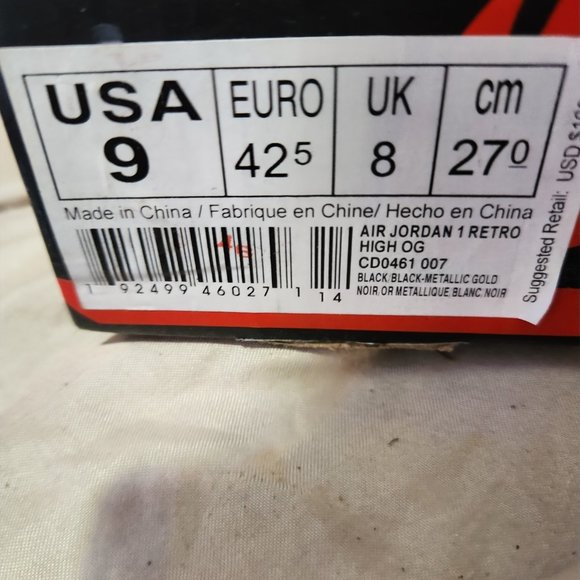 USA EURO UK cm
9 42 5 8 27 0
Made in China / Fabrique en Chine/ Hecho en China
AIR JORDAN 1 RETRO
HIGH OG
CD0461 007
BLACK/BLACK-METALLIC GOLD
NOIR/OR METALLIQUE BLANC NOIR
1 92499 46027 1 14
Suggested Retail: USD